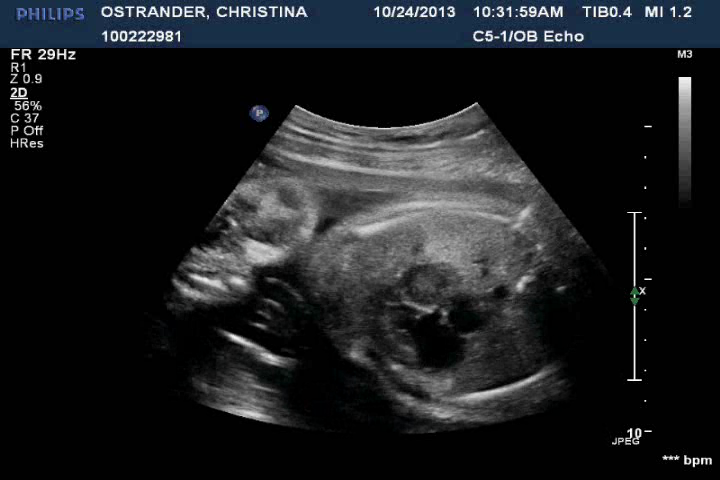 PHILIPS OSTRANDER, CHRISTINA 10/24/2013 10:31:59AM TIB0.4 MI 1.2
100222981 C5-1/OB Echo
FR 29Hz
R1
Z 0.9
2D
56%
C 37
P Off
HRes
M3
P
X
10
JPEG
*** bpm